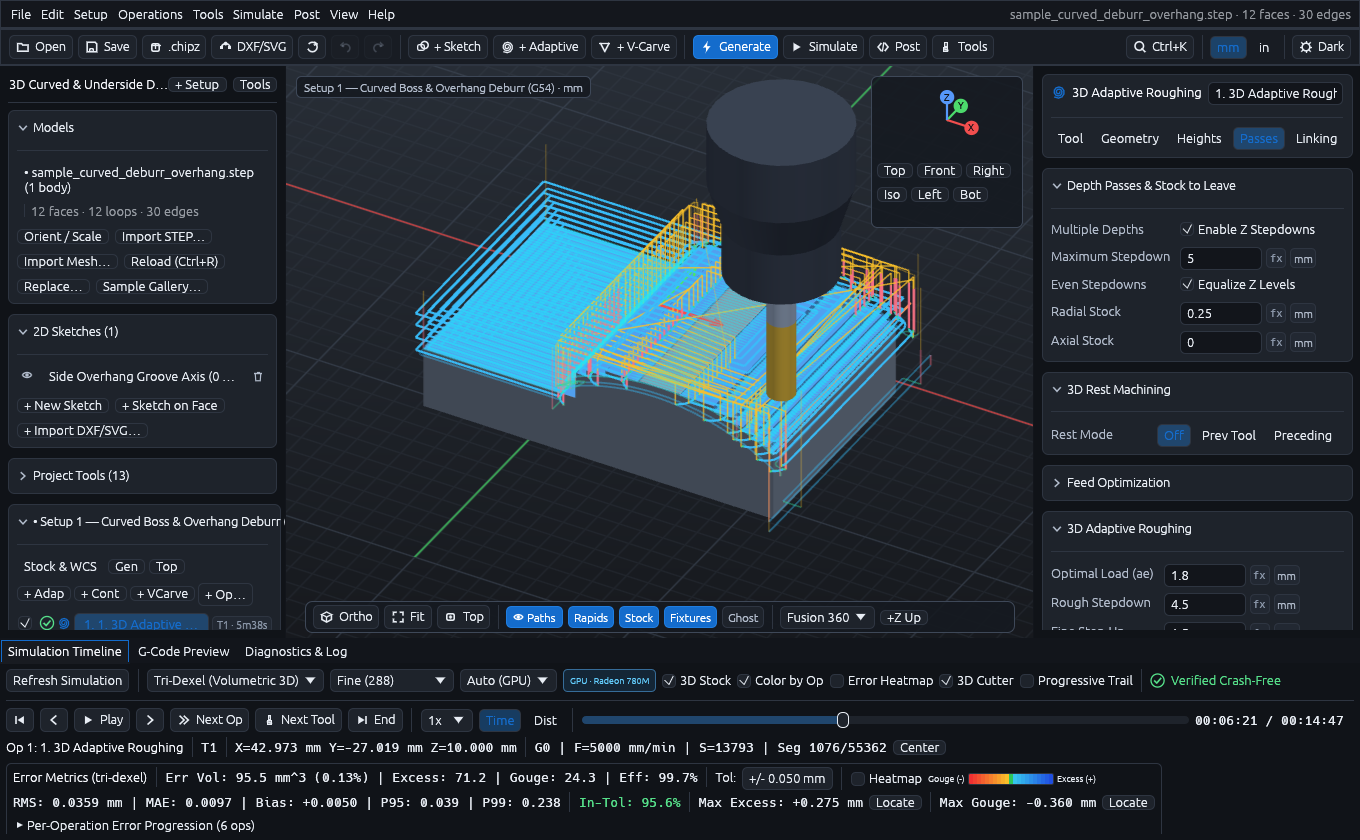 File Edit Setup Operations Tools Simulate Post View Help
sample_curved_deburr_overhang.step · 12 faces · 30 edges
Open Save .chipz DXF/SVG + Sketch + Adaptive + V-Carve Generate Simulate Post Tools Ctrl+K mm in Dark
3D Curved & Underside D... + Setup Tools
Models
• sample_curved_deburr_overhang.step
(1 body)
12 faces · 12 loops · 30 edges
Orient / Scale Import STEP...
Import Mesh... Reload (Ctrl+R)
Replace... Sample Gallery...
2D Sketches (1)
Side Overhang Groove Axis (0 ...
+ New Sketch + Sketch on Face
+ Import DXF/SVG...
Project Tools (13)
• Setup 1 — Curved Boss & Overhang Deburr
Stock & WCS Gen Top
+ Adap + Cont + VCarve + Op...
1. 1. 3D Adaptive ... T1 · 5m38s
Setup 1 — Curved Boss & Overhang Deburr (G54) · mm
Z
Y
X
Top Front Right
Iso Left Bot
Ortho Fit Top Paths Rapids Stock Fixtures Ghost Fusion 360 +Z Up
3D Adaptive Roughing 1. 3D Adaptive Rough
Tool Geometry Heights Passes Linking
Depth Passes & Stock to Leave
Multiple Depths Enable Z Stepdowns
Maximum Stepdown 5 fx mm
Even Stepdowns Equalize Z Levels
Radial Stock 0.25 fx mm
Axial Stock 0 fx mm
3D Rest Machining
Rest Mode Off Prev Tool Preceding
Feed Optimization
3D Adaptive Roughing
Optimal Load (ae) 1.8 fx mm
Rough Stepdown 4.5 fx mm
Simulation Timeline G-Code Preview Diagnostics & Log
Refresh Simulation Tri-Dexel (Volumetric 3D) Fine (288) Auto (GPU) GPU · Radeon 780M 3D Stock Color by Op Error Heatmap 3D Cutter Progressive Trail Verified Crash-Free
Play Next Op Next Tool End 1x Time Dist 00:06:21 / 00:14:47
Op 1: 1. 3D Adaptive Roughing T1 X=42.973 mm Y=-27.019 mm Z=10.000 mm G0 | F=5000 mm/min | S=13793 | Seg 1076/55362 Center
Error Metrics (tri-dexel) Err Vol: 95.5 mm^3 (0.13%) | Excess: 71.2 | Gouge: 24.3 | Eff: 99.7% Tol: +/- 0.050 mm Heatmap Gouge (-) Excess (+)
RMS: 0.0359 mm | MAE: 0.0097 | Bias: +0.0050 | P95: 0.039 | P99: 0.238 In-Tol: 95.6% Max Excess: +0.275 mm Locate Max Gouge: -0.360 mm Locate
Per-Operation Error Progression (6 ops)